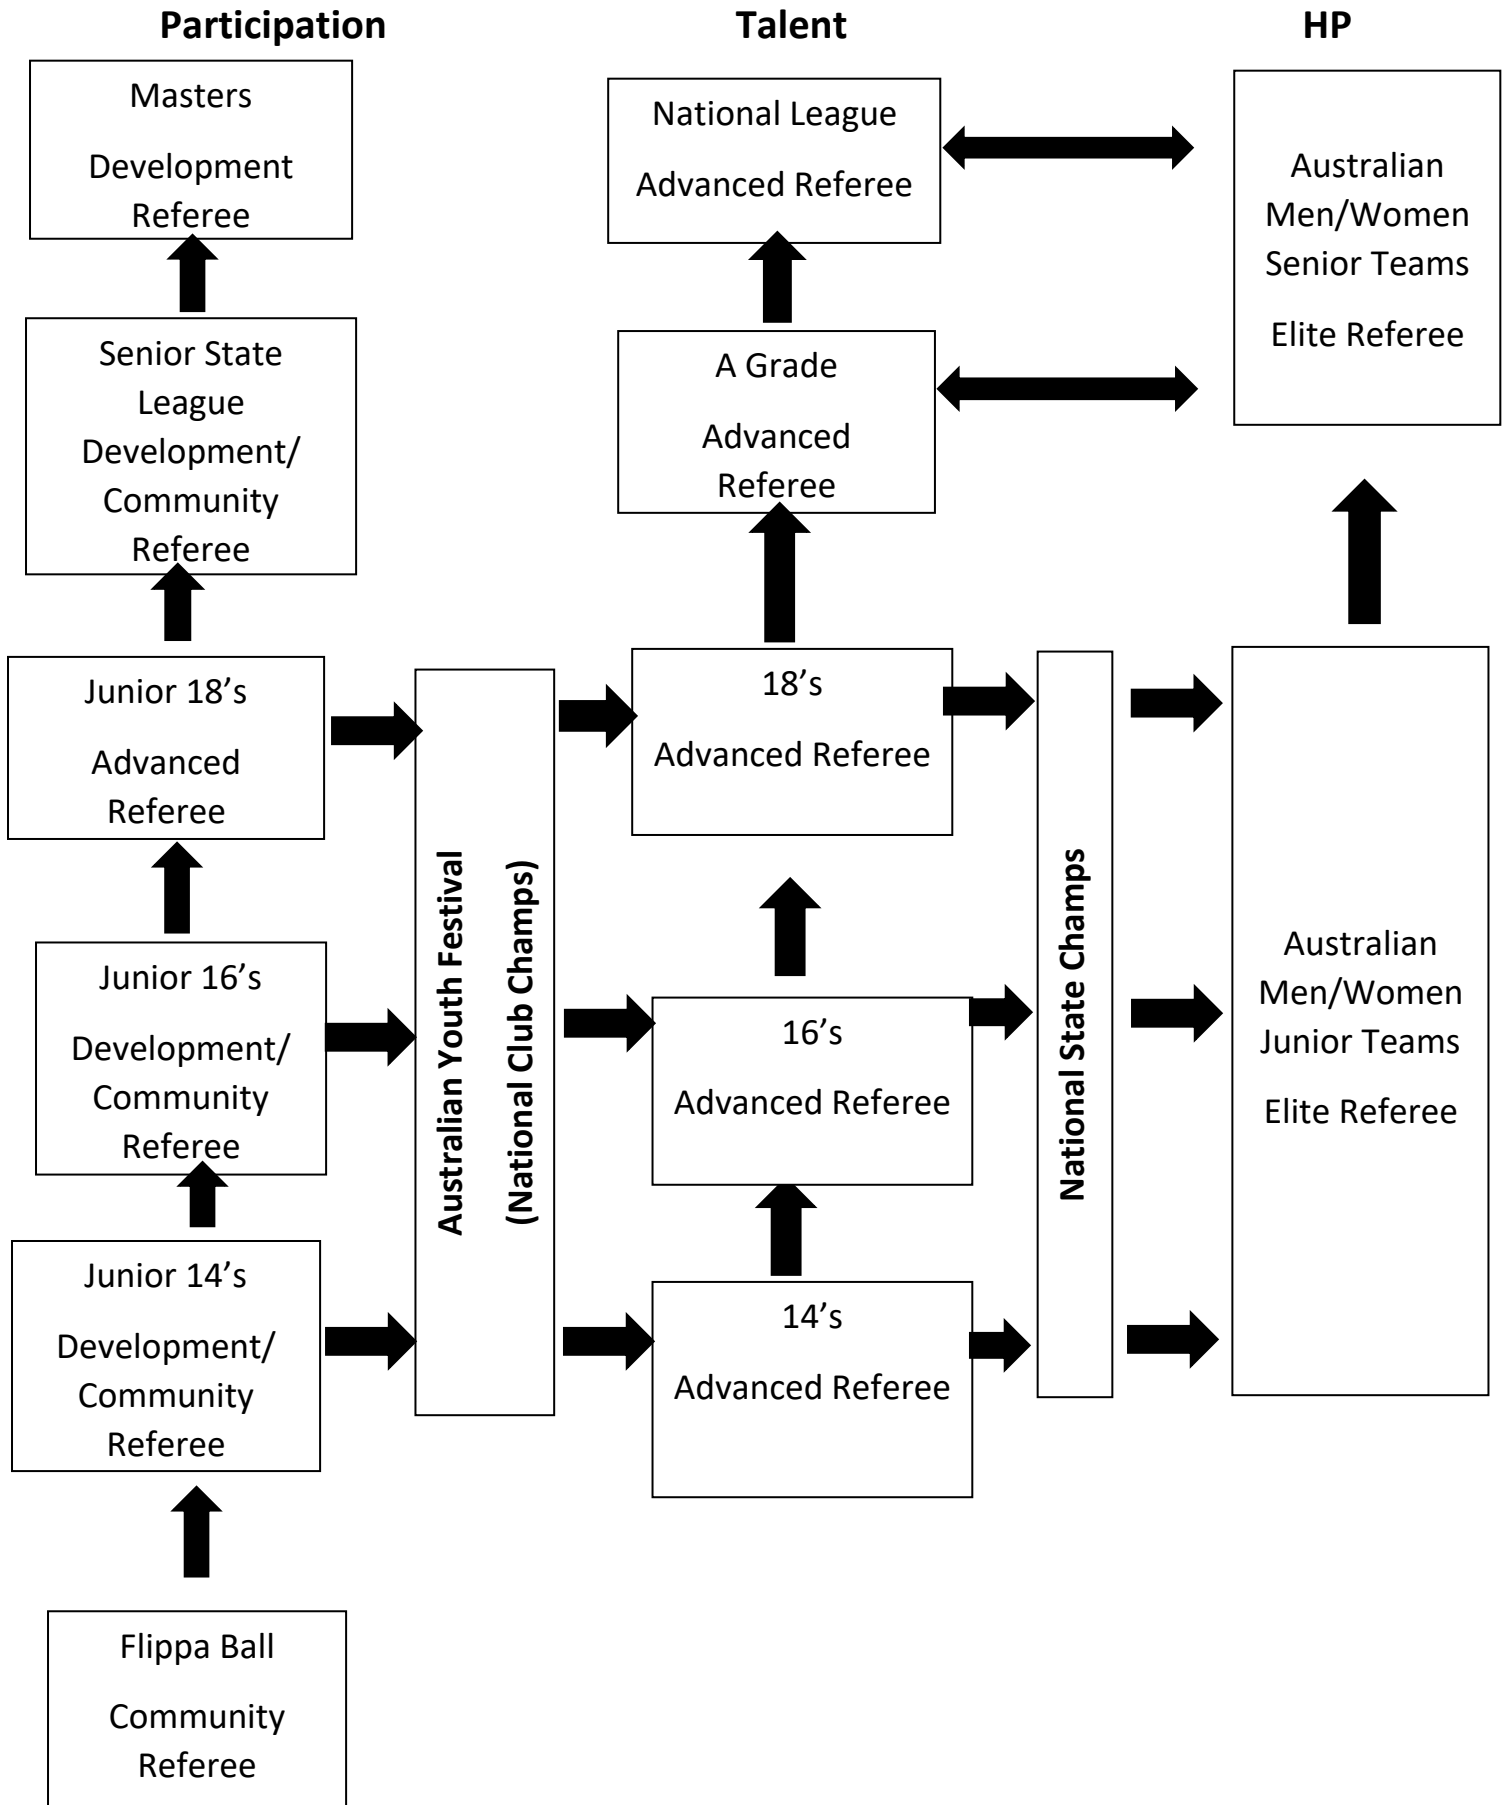 Participation
Talent
HP
Masters
Development
Referee
Senior State
League
Development/
Community
Referee
Junior 18’s
Advanced
Referee
Junior 16’s
Development/
Community
Referee
Junior 14’s
Development/
Community
Referee
Flippa Ball
Community
Referee
Australian Youth Festival
(National Club Champs)
National League
Advanced Referee
A Grade
Advanced
Referee
18’s
Advanced Referee
16’s
Advanced Referee
14’s
Advanced Referee
National State Champs
Australian
Men/Women
Senior Teams
Elite Referee
Australian
Men/Women
Junior Teams
Elite Referee